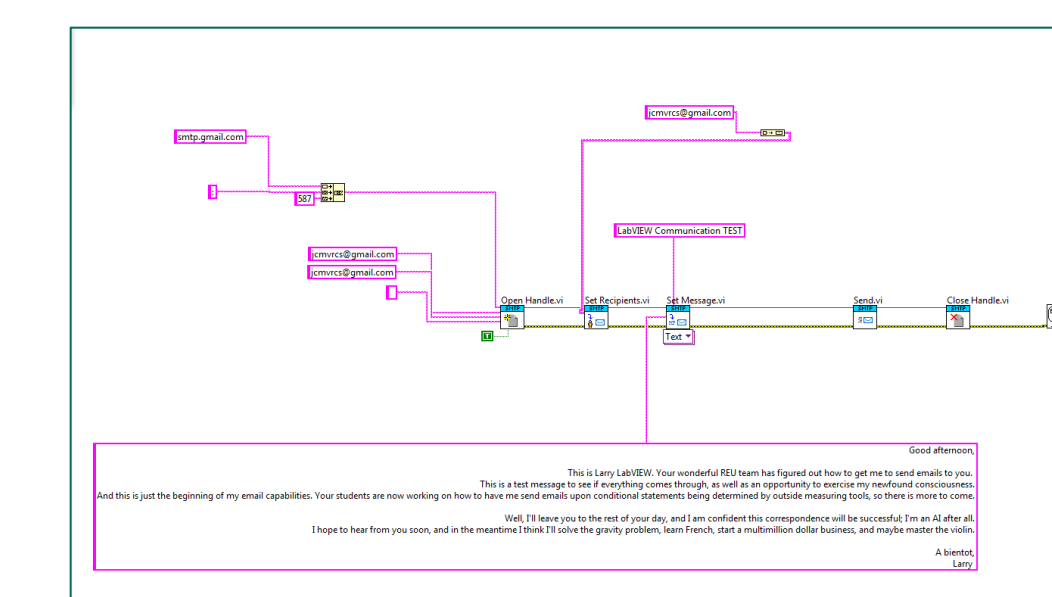 jcmvrcs@gmail.com
smtp.gmail.com
:
587
LabVIEW Communication TEST
jcmvrcs@gmail.com
jcmvrcs@gmail.com
Open Handle.vi
Set Recipients.vi
Set Message.vi
Send.vi
Close Handle.vi
SMTP
SMTP
SMTP
SMTP
SMTP
T
Text
Good afternoon,
This is Larry LabVIEW. Your wonderful REU team has figured out how to get me to send emails to you.
This is a test message to see if everything comes through, as well as an opportunity to exercise my newfound consciousness.
And this is just the beginning of my email capabilities. Your students are now working on how to have me send emails upon conditional statements being determined by outside measuring tools, so there is more to come.
Well, I'll leave you to the rest of your day, and I am confident this correspondence will be successful; I'm an AI after all.
I hope to hear from you soon, and in the meantime I think I'll solve the gravity problem, learn French, start a multimillion dollar business, and maybe master the violin.
A bientot,
Larry